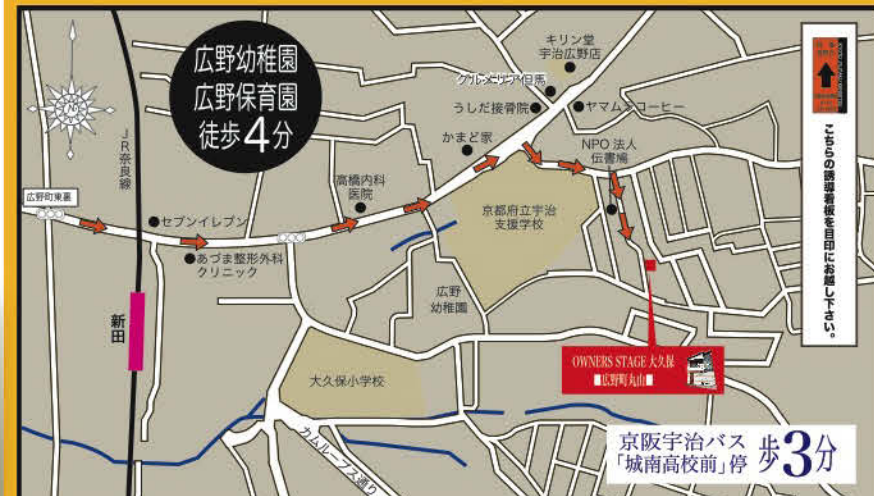 広野幼稚園
広野保育園
徒歩4分
キリン堂
宇治広野店
グルメリア但馬
うしだ接骨院
ヤマムラコーヒー
かまど家
NPO 法人
伝書鳩
JR奈良線
高橋内科
医院
広野町東裏
セブンイレブン
京都府立宇治
支援学校
あづま整形外科
クリニック
広野
幼稚園
新田
大久保小学校
OWNERS STAGE 大久保
■広野町丸山■
カムループス通り
京阪宇治バス
「城南高校前」停
歩3分
こちらの誘導看板を目印にお越し下さい。